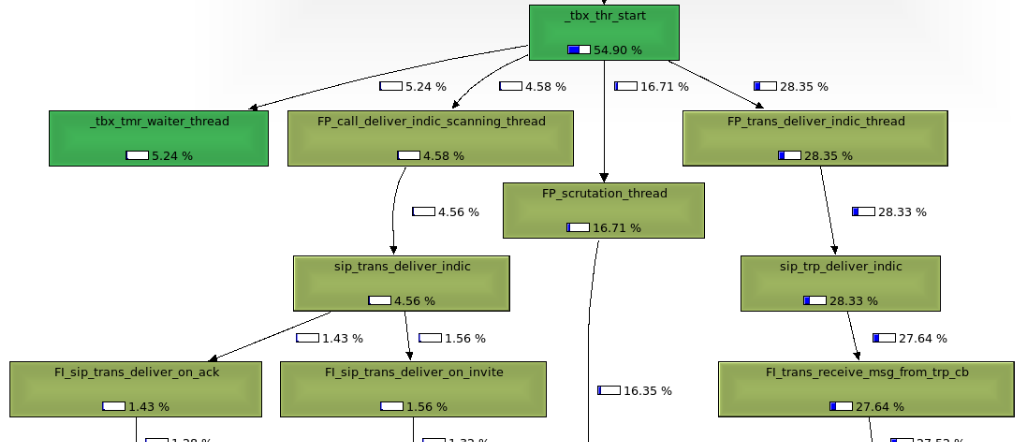 _tbx_thr_start
54.90 %
5.24 %
4.58 %
16.71 %
28.35 %
_tbx_tmr_waiter_thread
5.24 %
FP_call_deliver_indic_scanning_thread
4.58 %
FP_trans_deliver_indic_thread
28.35 %
FP_scrutation_thread
16.71 %
4.56 %
28.33 %
sip_trans_deliver_indic
4.56 %
sip_trp_deliver_indic
28.33 %
1.43 %
1.56 %
27.64 %
FI_sip_trans_deliver_on_ack
1.43 %
FI_sip_trans_deliver_on_invite
1.56 %
16.35 %
FI_trans_receive_msg_from_trp_cb
27.64 %